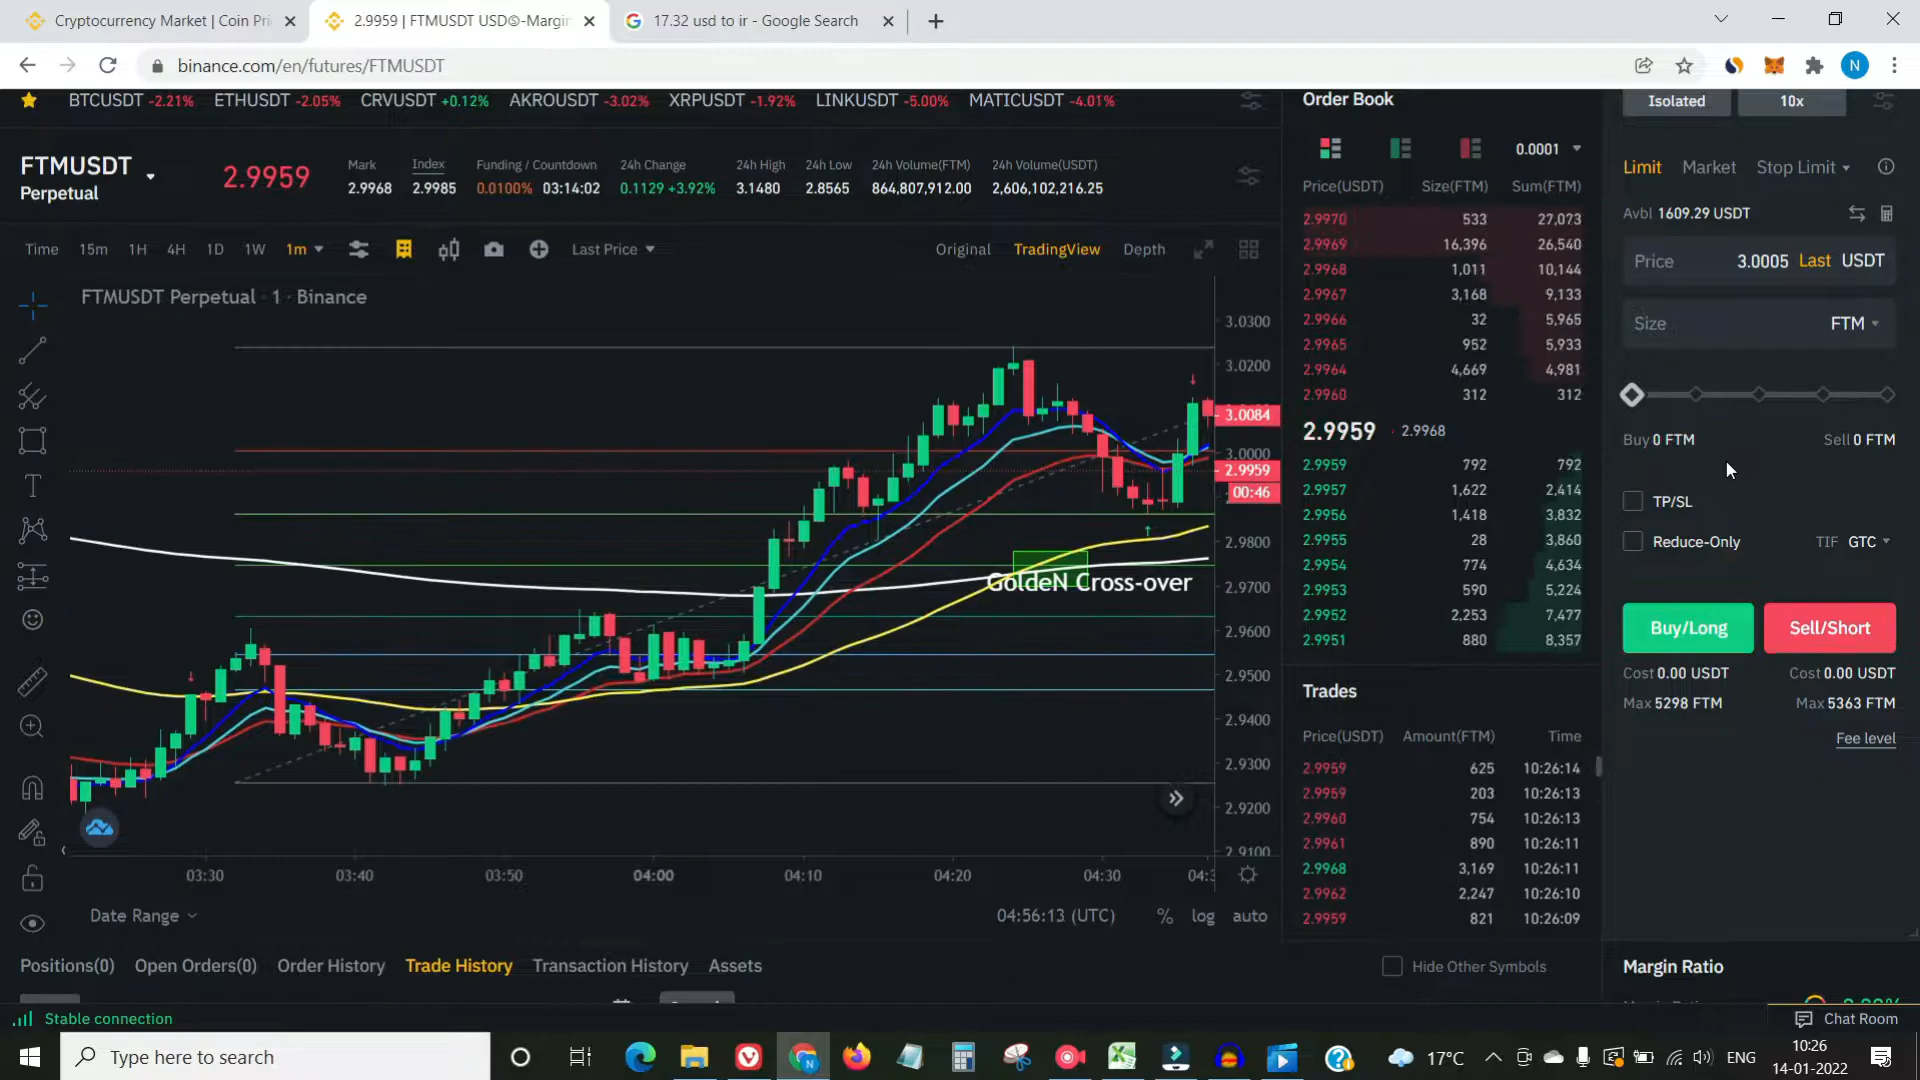 Cryptocurrency Market | Coin Pri
2.9959 | FTMUSDT USDⓈ-Margin
17.32 usd to ir - Google Search
binance.com/en/futures/FTMUSDT
N
BTCUSDT -2.21% ETHUSDT -2.05% CRVUSDT +0.12% AKROUSDT -3.02% XRPUSDT -1.92% LINKUSDT -5.00% MATICUSDT -4.01%
FTMUSDT
Perpetual
2.9959
Mark Index Funding / Countdown 24h Change 24h High 24h Low 24h Volume(FTM) 24h Volume(USDT)
2.9968 2.9985 0.0100% 03:14:02 0.1129 +3.92% 3.1480 2.8565 864,807,912.00 2,606,102,216.25
Time 15m 1H 4H 1D 1W 1m Last Price Original TradingView Depth
FTMUSDT Perpetual · 1 · Binance
3.0300
3.0200
3.0084
3.0000
2.9959
00:46
2.9800
2.9700
2.9600
2.9500
2.9400
2.9300
2.9200
2.9100
GoldeN Cross-over
03:30 03:40 03:50 04:00 04:10 04:20 04:30 04:3
Date Range 04:56:13 (UTC) % log auto
Order Book
0.0001
Price(USDT) Size(FTM) Sum(FTM)
2.9970 533 27,073
2.9969 16,396 26,540
2.9968 1,011 10,144
2.9967 3,168 9,133
2.9966 32 5,965
2.9965 952 5,933
2.9964 4,669 4,981
2.9960 312 312
2.9959 2.9968
2.9959 792 792
2.9957 1,622 2,414
2.9956 1,418 3,832
2.9955 28 3,860
2.9954 774 4,634
2.9953 590 5,224
2.9952 2,253 7,477
2.9951 880 8,357
Trades
Price(USDT) Amount(FTM) Time
2.9959 625 10:26:14
2.9959 203 10:26:13
2.9960 754 10:26:13
2.9961 890 10:26:11
2.9968 3,169 10:26:11
2.9962 2,247 10:26:10
2.9959 821 10:26:09
Isolated 10x
Limit Market Stop Limit
Avbl 1609.29 USDT
Price 3.0005 Last USDT
Size FTM
Buy 0 FTM Sell 0 FTM
TP/SL
Reduce-Only TIF GTC
Buy/Long Sell/Short
Cost 0.00 USDT Cost 0.00 USDT
Max 5298 FTM Max 5363 FTM
Fee level
Positions(0) Open Orders(0) Order History Trade History Transaction History Assets
Hide Other Symbols
Margin Ratio
Stable connection
Chat Room
Type here to search
17°C
ENG
10:26
14-01-2022